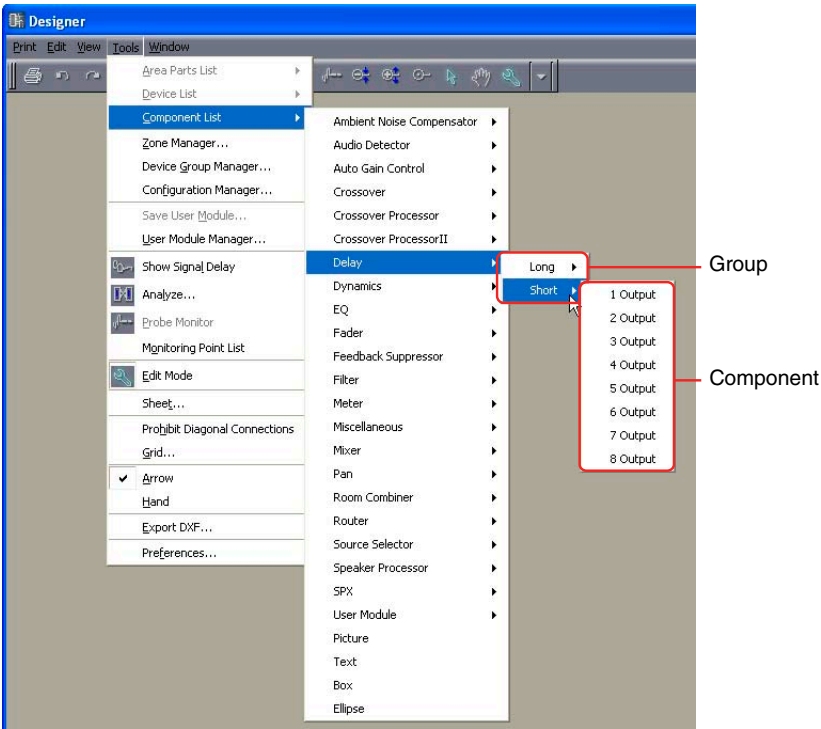 Designer
Print Edit View Tools Window
Area Parts List
Device List
Component List
Zone Manager...
Device Group Manager...
Configuration Manager...
Save User Module...
User Module Manager...
Show Signal Delay
Analyze...
Probe Monitor
Monitoring Point List
Edit Mode
Sheet...
Prohibit Diagonal Connections
Grid...
Arrow
Hand
Export DXF...
Preferences...
Ambient Noise Compensator
Audio Detector
Auto Gain Control
Crossover
Crossover Processor
Crossover ProcessorII
Delay
Dynamics
EQ
Fader
Feedback Suppressor
Filter
Meter
Miscellaneous
Mixer
Pan
Room Combiner
Router
Source Selector
Speaker Processor
SPX
User Module
Picture
Text
Box
Ellipse
Long
Short
Group
1 Output
2 Output
3 Output
4 Output
5 Output
6 Output
7 Output
8 Output
Component